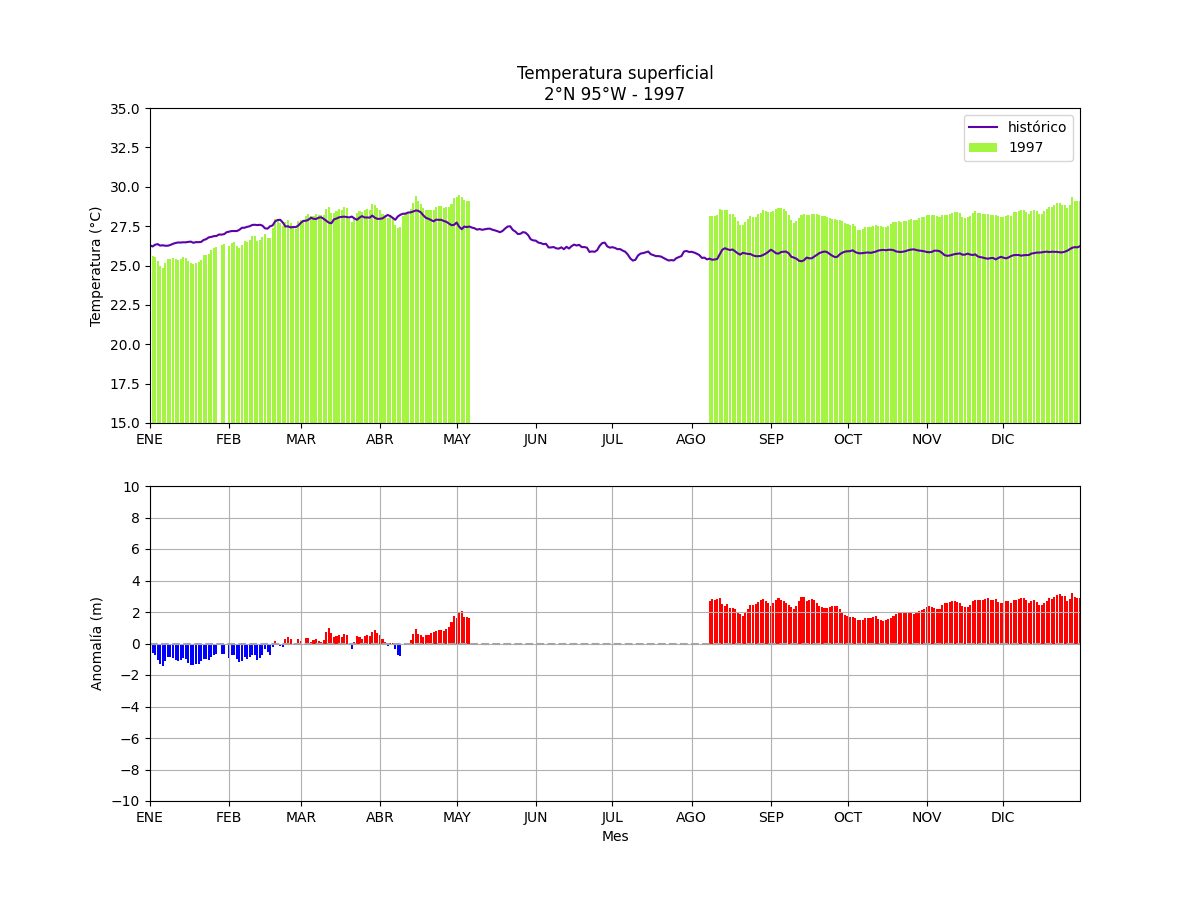 Temperatura superficial
2°N 95°W - 1997
Temperatura (°C)
35.0
32.5
30.0
27.5
25.0
22.5
20.0
17.5
15.0
histórico
1997
ENE FEB MAR ABR MAY JUN JUL AGO SEP OCT NOV DIC
Anomalía (m)
10
8
6
4
2
0
−2
−4
−6
−8
−10
ENE FEB MAR ABR MAY JUN JUL AGO SEP OCT NOV DIC
Mes